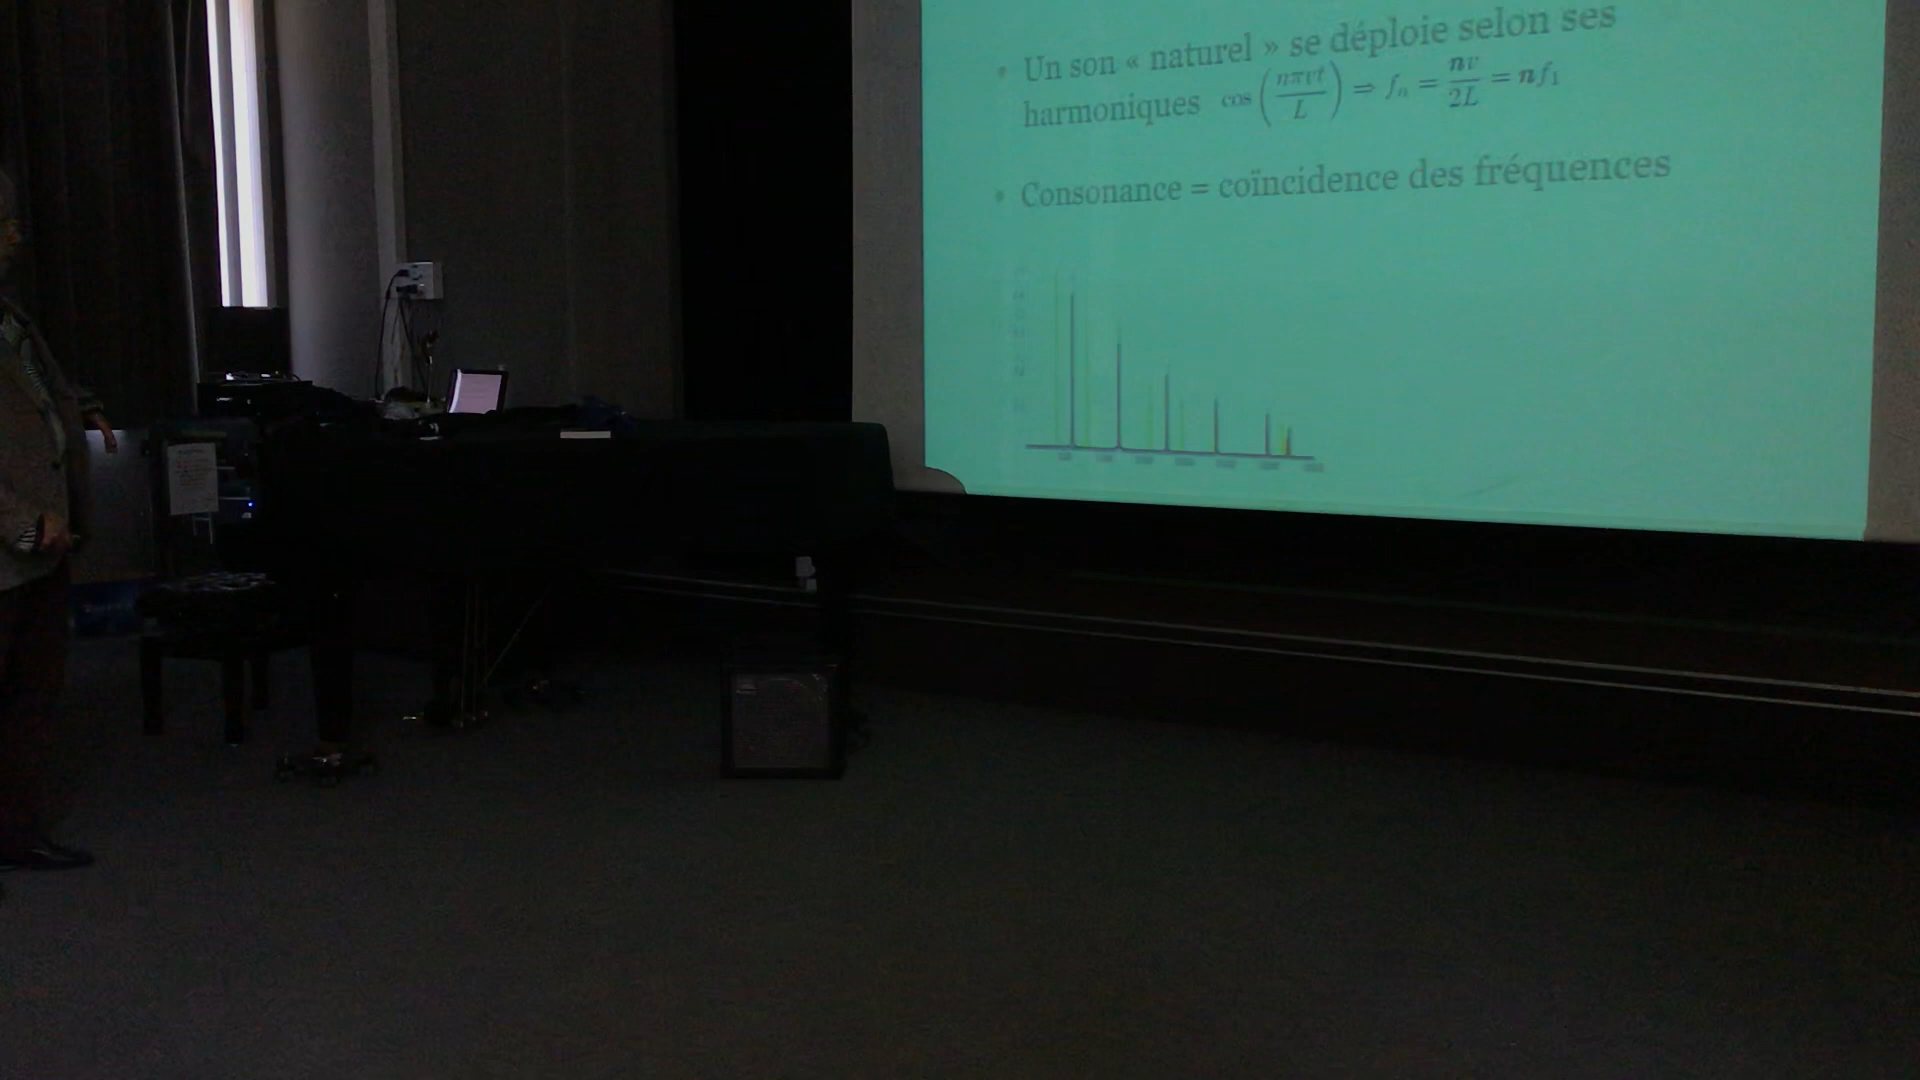 • Un son « naturel » se déploie selon ses
harmoniques cos(nπvt/L) ⇒ fₙ = nv/2L = nf₁
• Consonance = coïncidence des fréquences